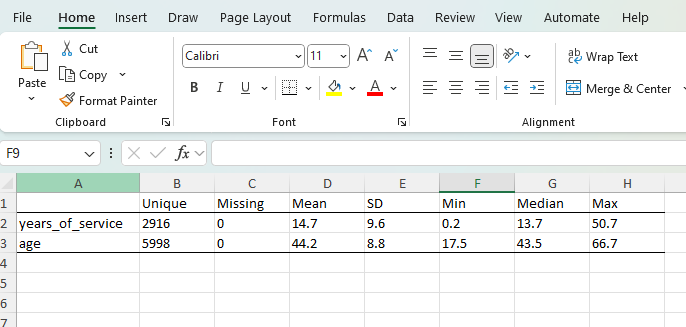 File Home Insert Draw Page Layout Formulas Data Review View Automate Help
Paste
Cut
Copy
Format Painter
Clipboard
Calibri 11 A A
B I U A
Font
ab c Wrap Text
Merge & Center
Alignment
F9 fx
A B C D E F G H
1 Unique Missing Mean SD Min Median Max
2 years_of_service 2916 0 14.7 9.6 0.2 13.7 50.7
3 age 5998 0 44.2 8.8 17.5 43.5 66.7
4
5
6
7